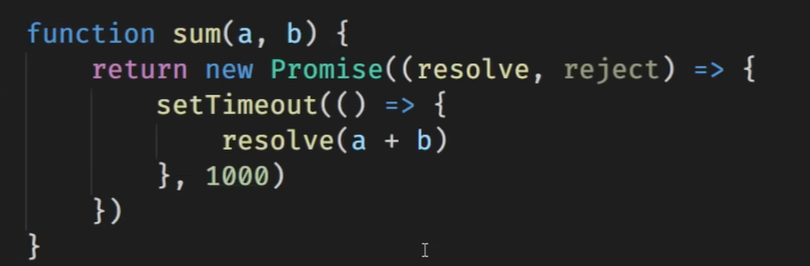 function sum(a, b) {
    return new Promise((resolve, reject) => {
        setTimeout(() => {
            resolve(a + b)
        }, 1000)
    })
}